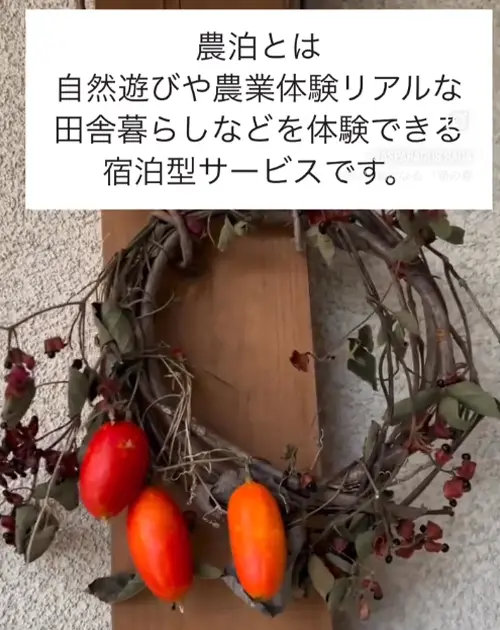 農泊とは
自然遊びや農業体験リアルな
田舎暮らしなどを体験できる
宿泊型サービスです。